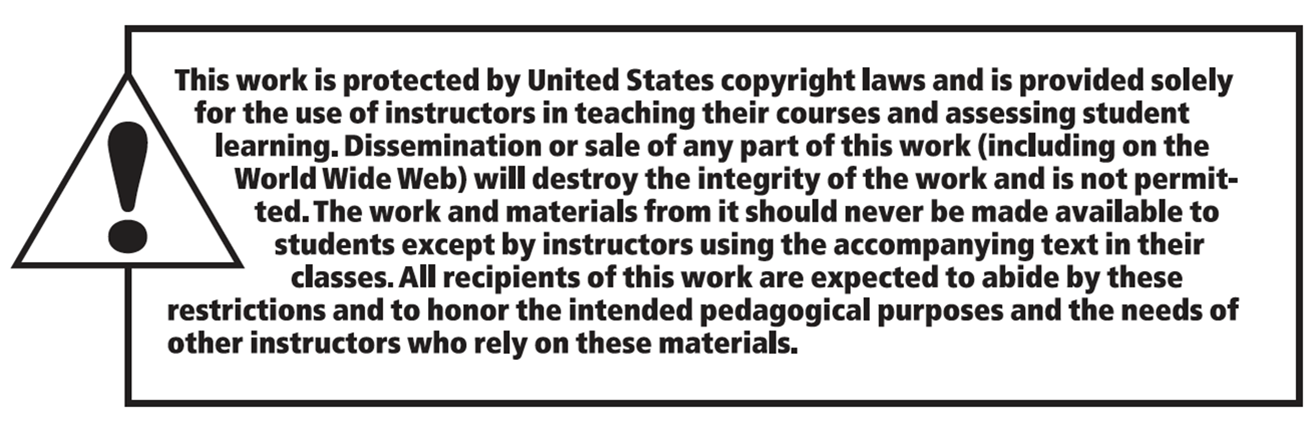 This work is protected by United States copyright laws and is provided solely
for the use of instructors in teaching their courses and assessing student
learning. Dissemination or sale of any part of this work (including on the
World Wide Web) will destroy the integrity of the work and is not permit-
ted. The work and materials from it should never be made available to
students except by instructors using the accompanying text in their
classes. All recipients of this work are expected to abide by these
restrictions and to honor the intended pedagogical purposes and the needs of
other instructors who rely on these materials.